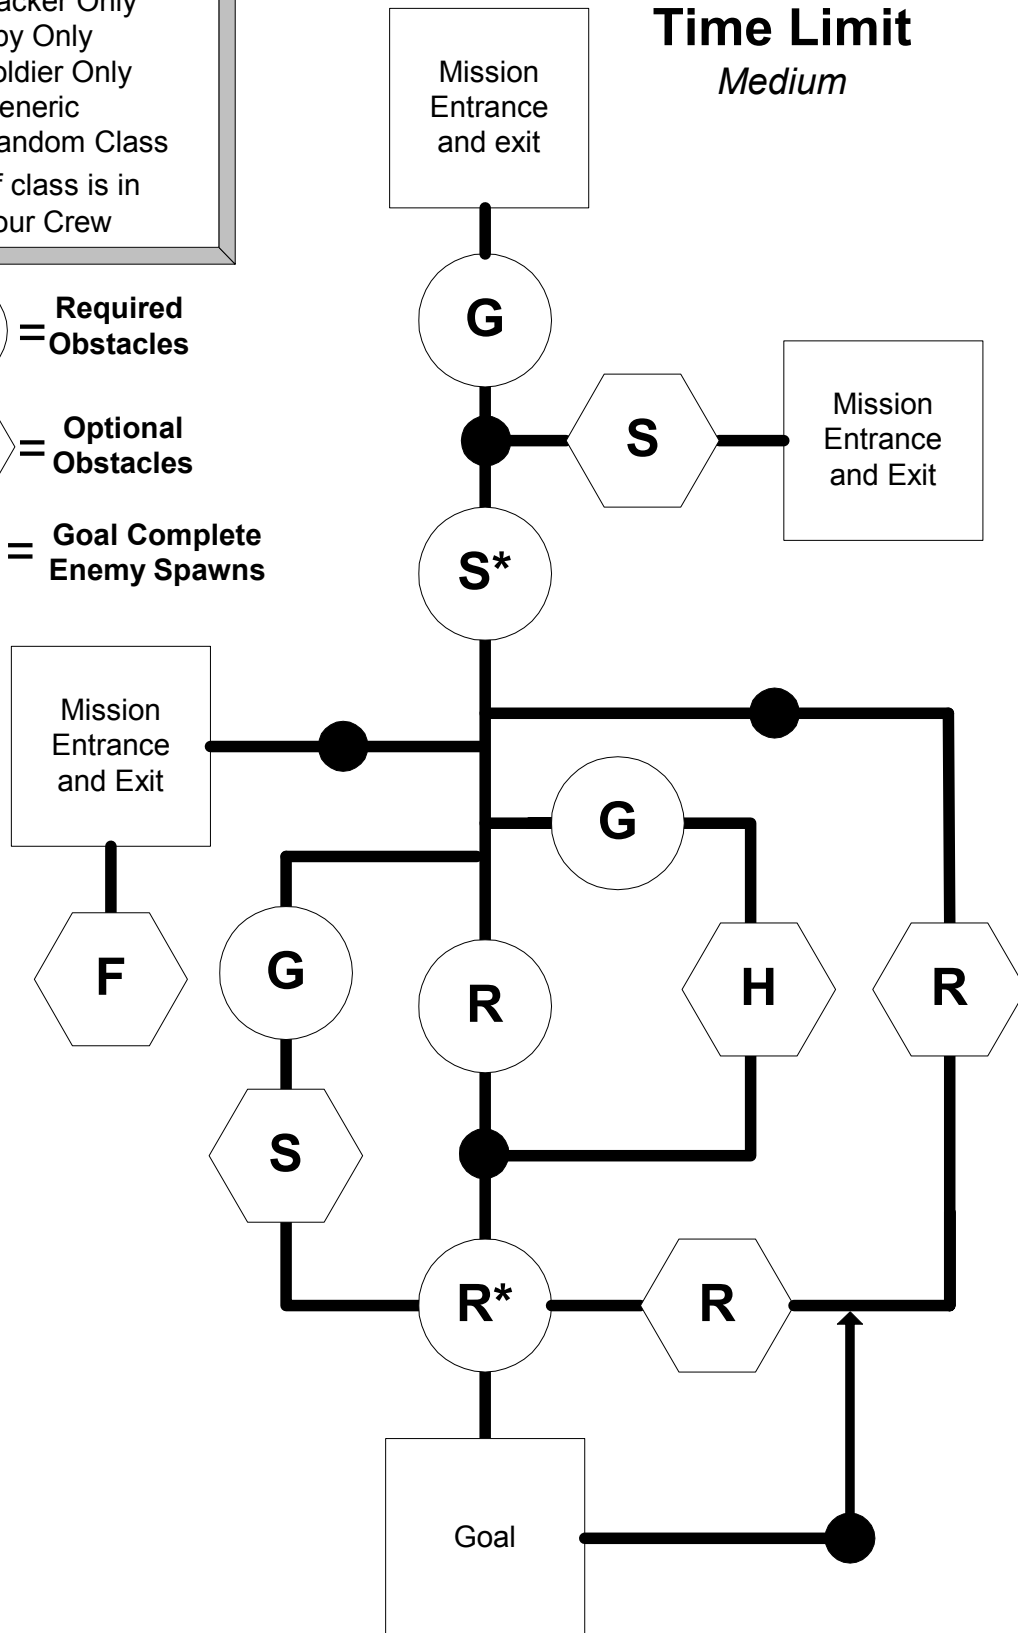 acker Only
py Only
oldier Only
eneric
andom Class
f class is in
our Crew
Time Limit
Medium
Mission
Entrance
and exit
= Required
Obstacles
= Optional
Obstacles
= Goal Complete
Enemy Spawns
G
S
Mission
Entrance
and Exit
S*
Mission
Entrance
and Exit
G
F
G
R
H
R
S
R*
R
Goal